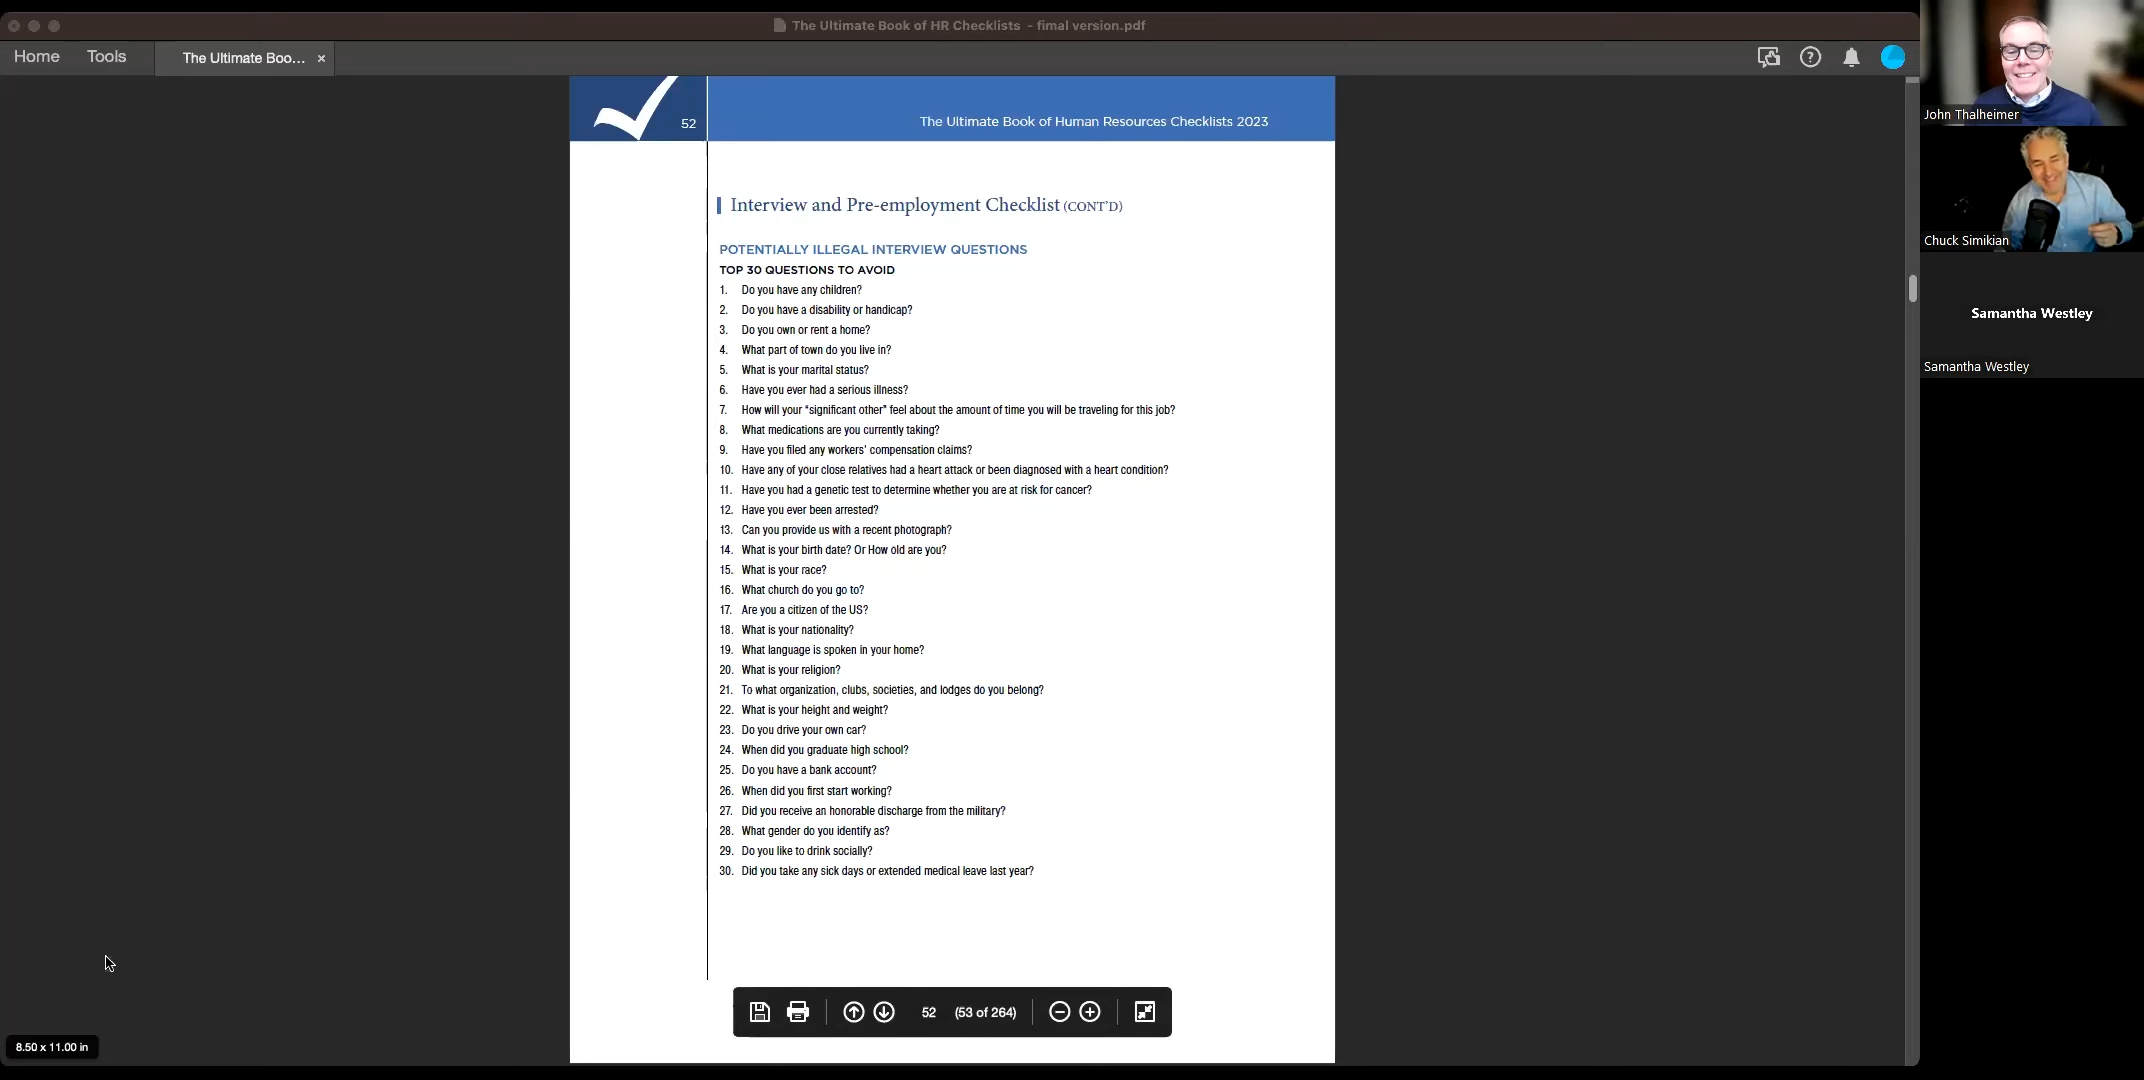 The Ultimate Book of HR Checklists - fimal version.pdf
Home
Tools
The Ultimate Boo... ×
52
The Ultimate Book of Human Resources Checklists 2023
Interview and Pre-employment Checklist (CONT'D)
POTENTIALLY ILLEGAL INTERVIEW QUESTIONS
TOP 30 QUESTIONS TO AVOID
1. Do you have any children?
2. Do you have a disability or handicap?
3. Do you own or rent a home?
4. What part of town do you live in?
5. What is your marital status?
6. Have you ever had a serious illness?
7. How will your "significant other" feel about the amount of time you will be traveling for this job?
8. What medications are you currently taking?
9. Have you filed any workers' compensation claims?
10. Have any of your close relatives had a heart attack or been diagnosed with a heart condition?
11. Have you had a genetic test to determine whether you are at risk for cancer?
12. Have you ever been arrested?
13. Can you provide us with a recent photograph?
14. What is your birth date? Or How old are you?
15. What is your race?
16. What church do you go to?
17. Are you a citizen of the US?
18. What is your nationality?
19. What language is spoken in your home?
20. What is your religion?
21. To what organization, clubs, societies, and lodges do you belong?
22. What is your height and weight?
23. Do you drive your own car?
24. When did you graduate high school?
25. Do you have a bank account?
26. When did you first start working?
27. Did you receive an honorable discharge from the military?
28. What gender do you identify as?
29. Do you like to drink socially?
30. Did you take any sick days or extended medical leave last year?
52 (53 of 264)
8.50 x 11.00 in
John Thalheimer
Chuck Simikian
Samantha Westley
Samantha Westley